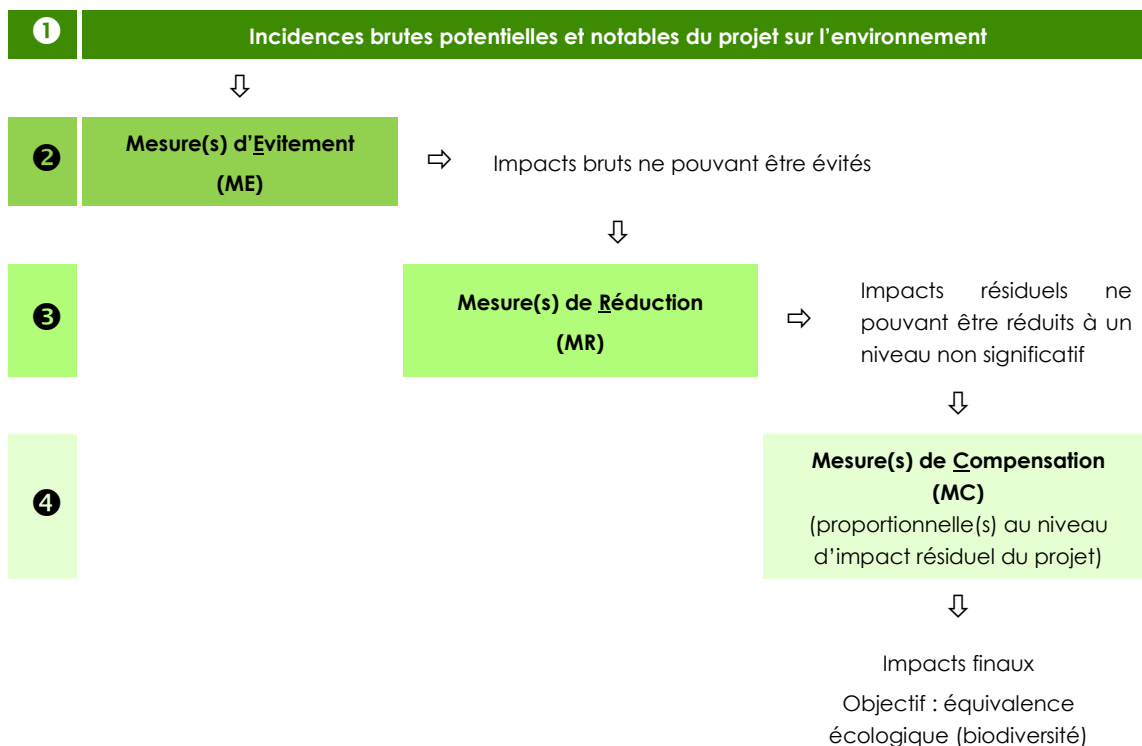 ❶ Incidences brutes potentielles et notables du projet sur l'environnement
⇩
❷ Mesure(s) d'Evitement
(ME)
⇨ Impacts bruts ne pouvant être évités
⇩
❸ Mesure(s) de Réduction
(MR)
⇨ Impacts résiduels ne
pouvant être réduits à un
niveau non significatif
⇩
❹ Mesure(s) de Compensation
(MC)
(proportionnelle(s) au niveau
d'impact résiduel du projet)
⇩
Impacts finaux
Objectif : équivalence
écologique (biodiversité)